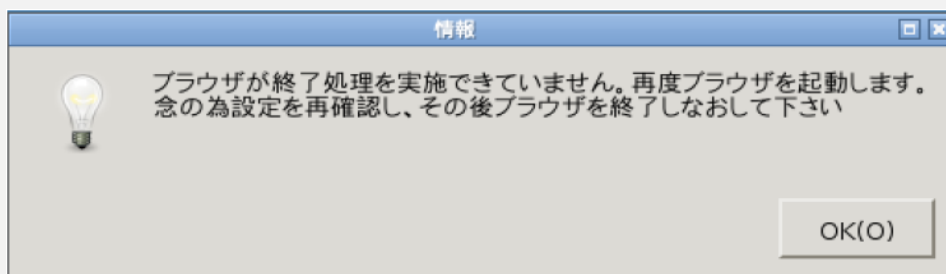 情報
ブラウザが終了処理を実施できていません。再度ブラウザを起動します。
念の為設定を再確認し、その後ブラウザを終了しなおして下さい
OK(O)